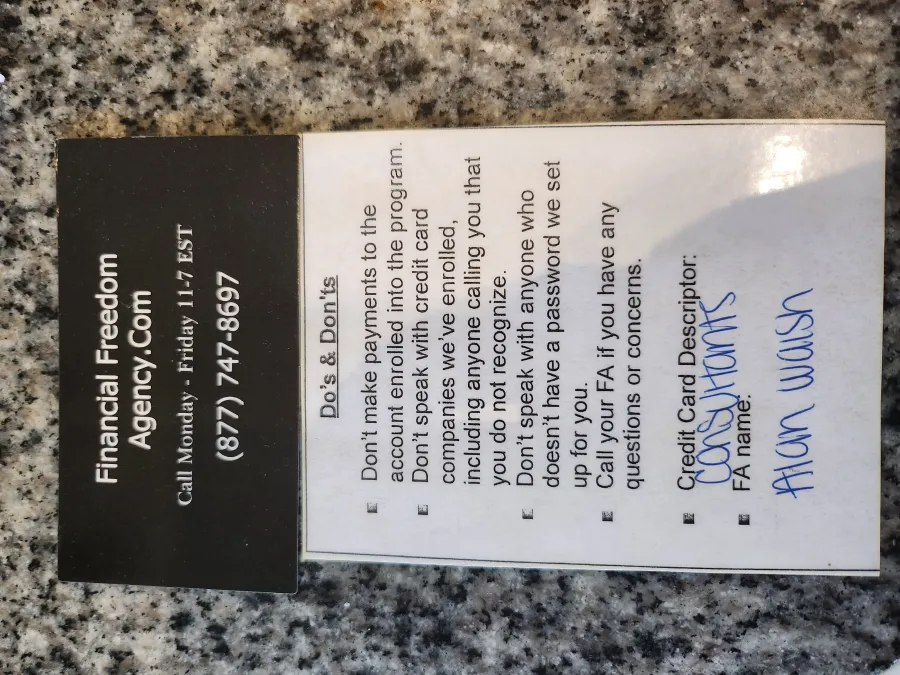 Financial Freedom
Agency.Com
Call Monday - Friday 11-7 EST
(877) 747-8697
Do's & Don'ts
Don't make payments to the
account enrolled into the program.
Don't speak with credit card
companies we've enrolled,
including anyone calling you that
you do not recognize.
Don't speak with anyone who
doesn't have a password we set
up for you.
Call your FA if you have any
questions or concerns.
Credit Card Descriptor:
Consultants
FA name:
Alan Walsh